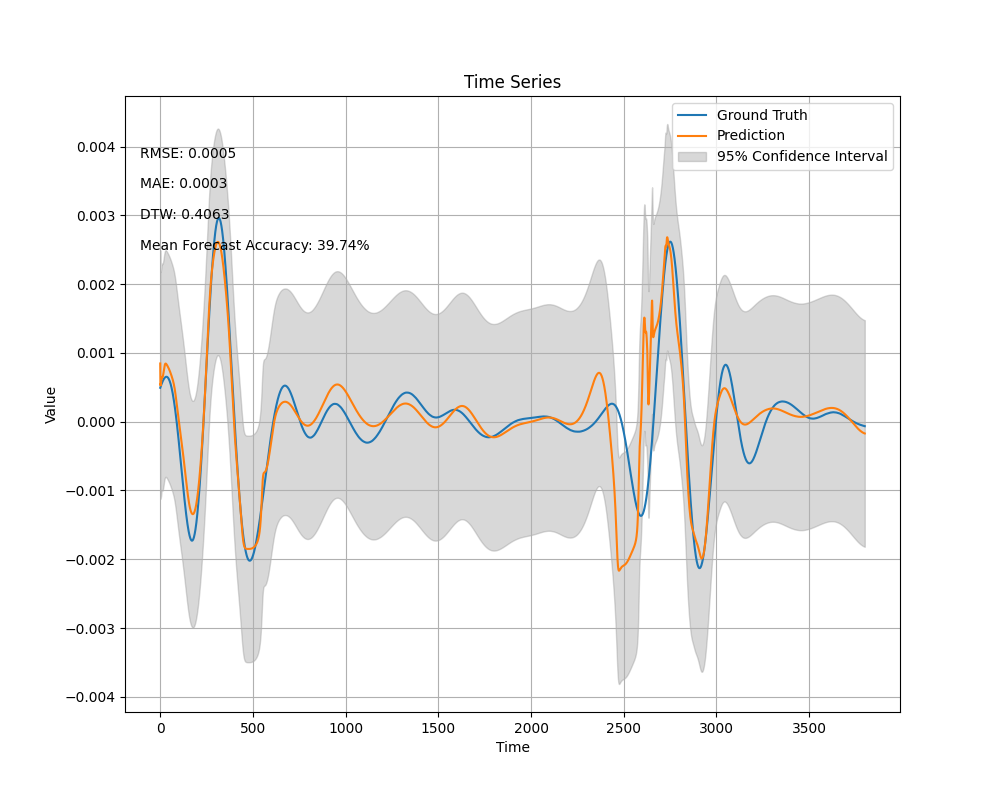 Time Series
Ground Truth
Prediction
95% Confidence Interval
RMSE: 0.0005
MAE: 0.0003
DTW: 0.4063
Mean Forecast Accuracy: 39.74%
0.004
0.003
0.002
0.001
0.000
−0.001
−0.002
−0.003
−0.004
Value
0 500 1000 1500 2000 2500 3000 3500
Time